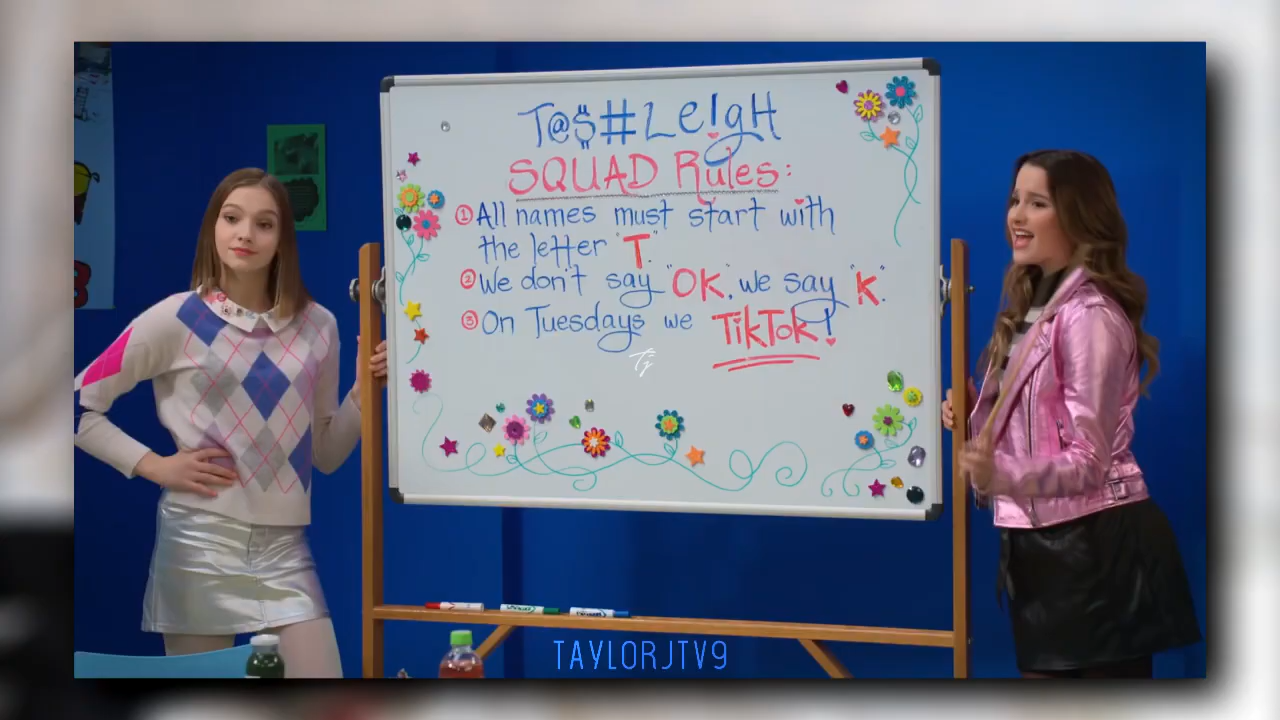 T@$#Le!gH
SQUAD Rules:
① All names must start with
the letter "T".
② We don't say "OK", we say "K".
③ On Tuesdays we TikTok!
Tj
TAYLORJTV9